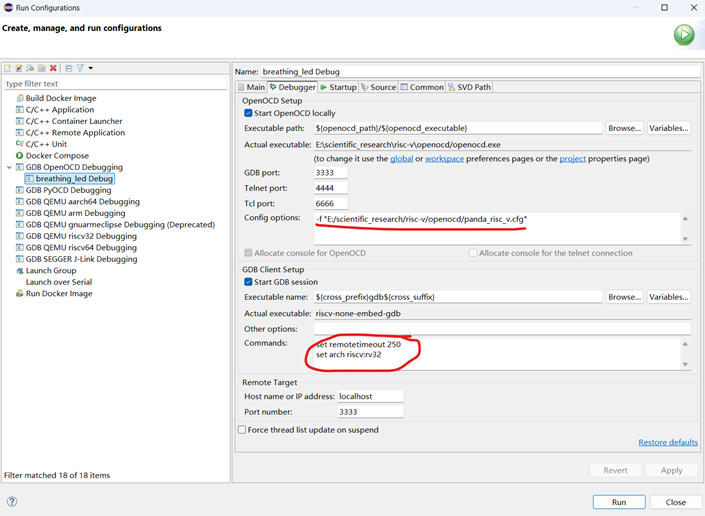 Run Configurations
Create, manage, and run configurations
type filter text
Build Docker Image
C/C++ Application
C/C++ Container Launcher
C/C++ Remote Application
C/C++ Unit
Docker Compose
GDB OpenOCD Debugging
breathing_led Debug
GDB PyOCD Debugging
GDB QEMU aarch64 Debugging
GDB QEMU arm Debugging
GDB QEMU gnuarmeclipse Debugging (Deprecated)
GDB QEMU riscv32 Debugging
GDB QEMU riscv64 Debugging
GDB SEGGER J-Link Debugging
Launch Group
Launch over Serial
Run Docker Image
Filter matched 18 of 18 items
Name: breathing_led Debug
Main Debugger Startup Source Common SVD Path
OpenOCD Setup
Start OpenOCD locally
Executable path: ${openocd_path}/${openocd_executable} Browse... Variables...
Actual executable: E:\scientific_research\risc-v\openocd/openocd.exe
(to change it use the global or workspace preferences pages or the project properties page)
GDB port: 3333
Telnet port: 4444
Tcl port: 6666
Config options: -f "E:/scientific_research/risc-v/openocd/panda_risc_v.cfg"
Allocate console for OpenOCD Allocate console for the telnet connection
GDB Client Setup
Start GDB session
Executable name: ${cross_prefix}gdb${cross_suffix} Browse... Variables...
Actual executable: riscv-none-embed-gdb
Other options:
Commands: set remotetimeout 250
set arch riscv:rv32
Remote Target
Host name or IP address: localhost
Port number: 3333
Force thread list update on suspend
Restore defaults
Revert Apply
Run Close